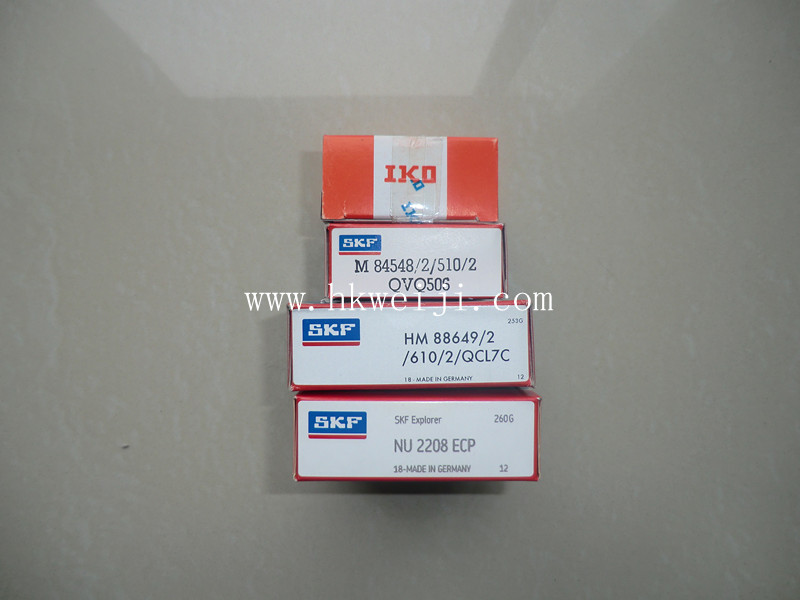 IKO
SKF
M 84548/2/510/2
QVQ50S
www.hkweiji.com
SKF
253G
HM 88649/2
/610/2/QCL7C
18-MADE IN GERMANY 12
SKF
SKF Explorer 260G
NU 2208 ECP
18-MADE IN GERMANY 12